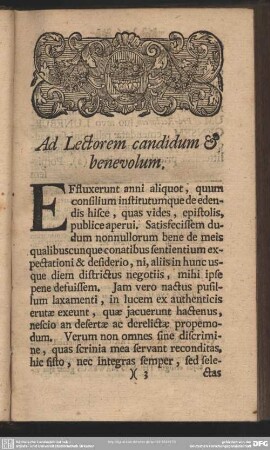 Ad Lectorem candidum &
benevolum.
EFfluxerunt anni aliquot, quum
consilium institutumque de eden-
dis hisce, quas vides, epistolis,
publice aperui. Satisfecissem du-
dum nonnullorum bene de meis
qualibuscunque conatibus sentientium ex-
pectationi & desiderio, ni, aliis in hunc us-
que diem districtus negotiis, mihi ipse
pene defuissem. Jam vero nactus pusil-
lum laxamenti, in lucem ex authenticis
erutæ exeunt, quæ jacuerunt hactenus,
nescio an desertæ ac derelictæ propemo-
dum. Verum non omnes sine discrimi-
ne, quas scrinia mea servant reconditas,
hic sisto, nec integras semper, sed sele-
)( 3 ctas